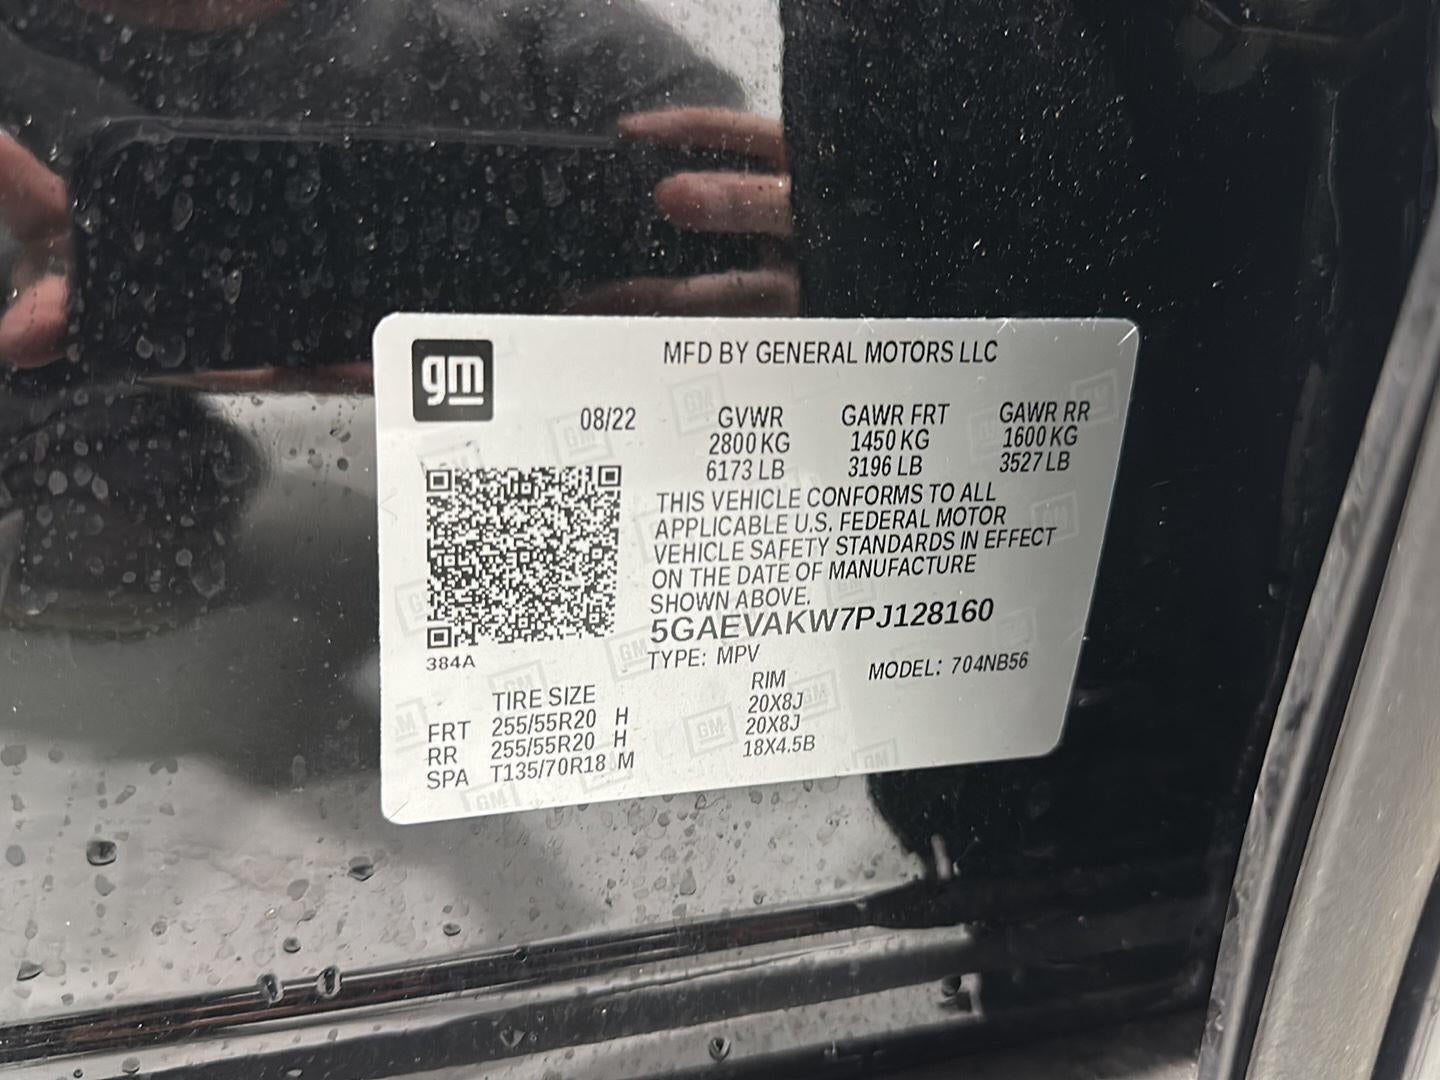 gm
MFD BY GENERAL MOTORS LLC
08/22 GVWR GAWR FRT GAWR RR
2800 KG 1450 KG 1600 KG
6173 LB 3196 LB 3527 LB
THIS VEHICLE CONFORMS TO ALL
APPLICABLE U.S. FEDERAL MOTOR
VEHICLE SAFETY STANDARDS IN EFFECT
ON THE DATE OF MANUFACTURE
SHOWN ABOVE.
5GAEVAKW7PJ128160
384A
TYPE: MPV MODEL: 704NB56
TIRE SIZE RIM
FRT 255/55R20 H 20X8J
RR 255/55R20 H 20X8J
SPA T135/70R18 M 18X4.5B